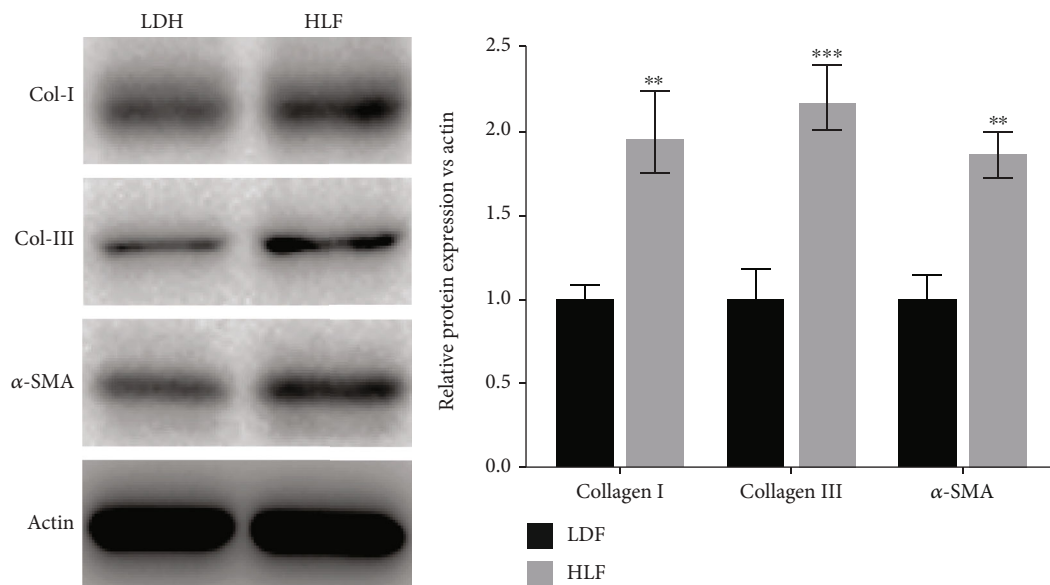 LDH HLF
Col-I
Col-III
α-SMA
Actin
Relative protein expression vs actin
2.5
2.0
1.5
1.0
0.5
0.0
** *** **
Collagen I Collagen III α-SMA
LDF
HLF